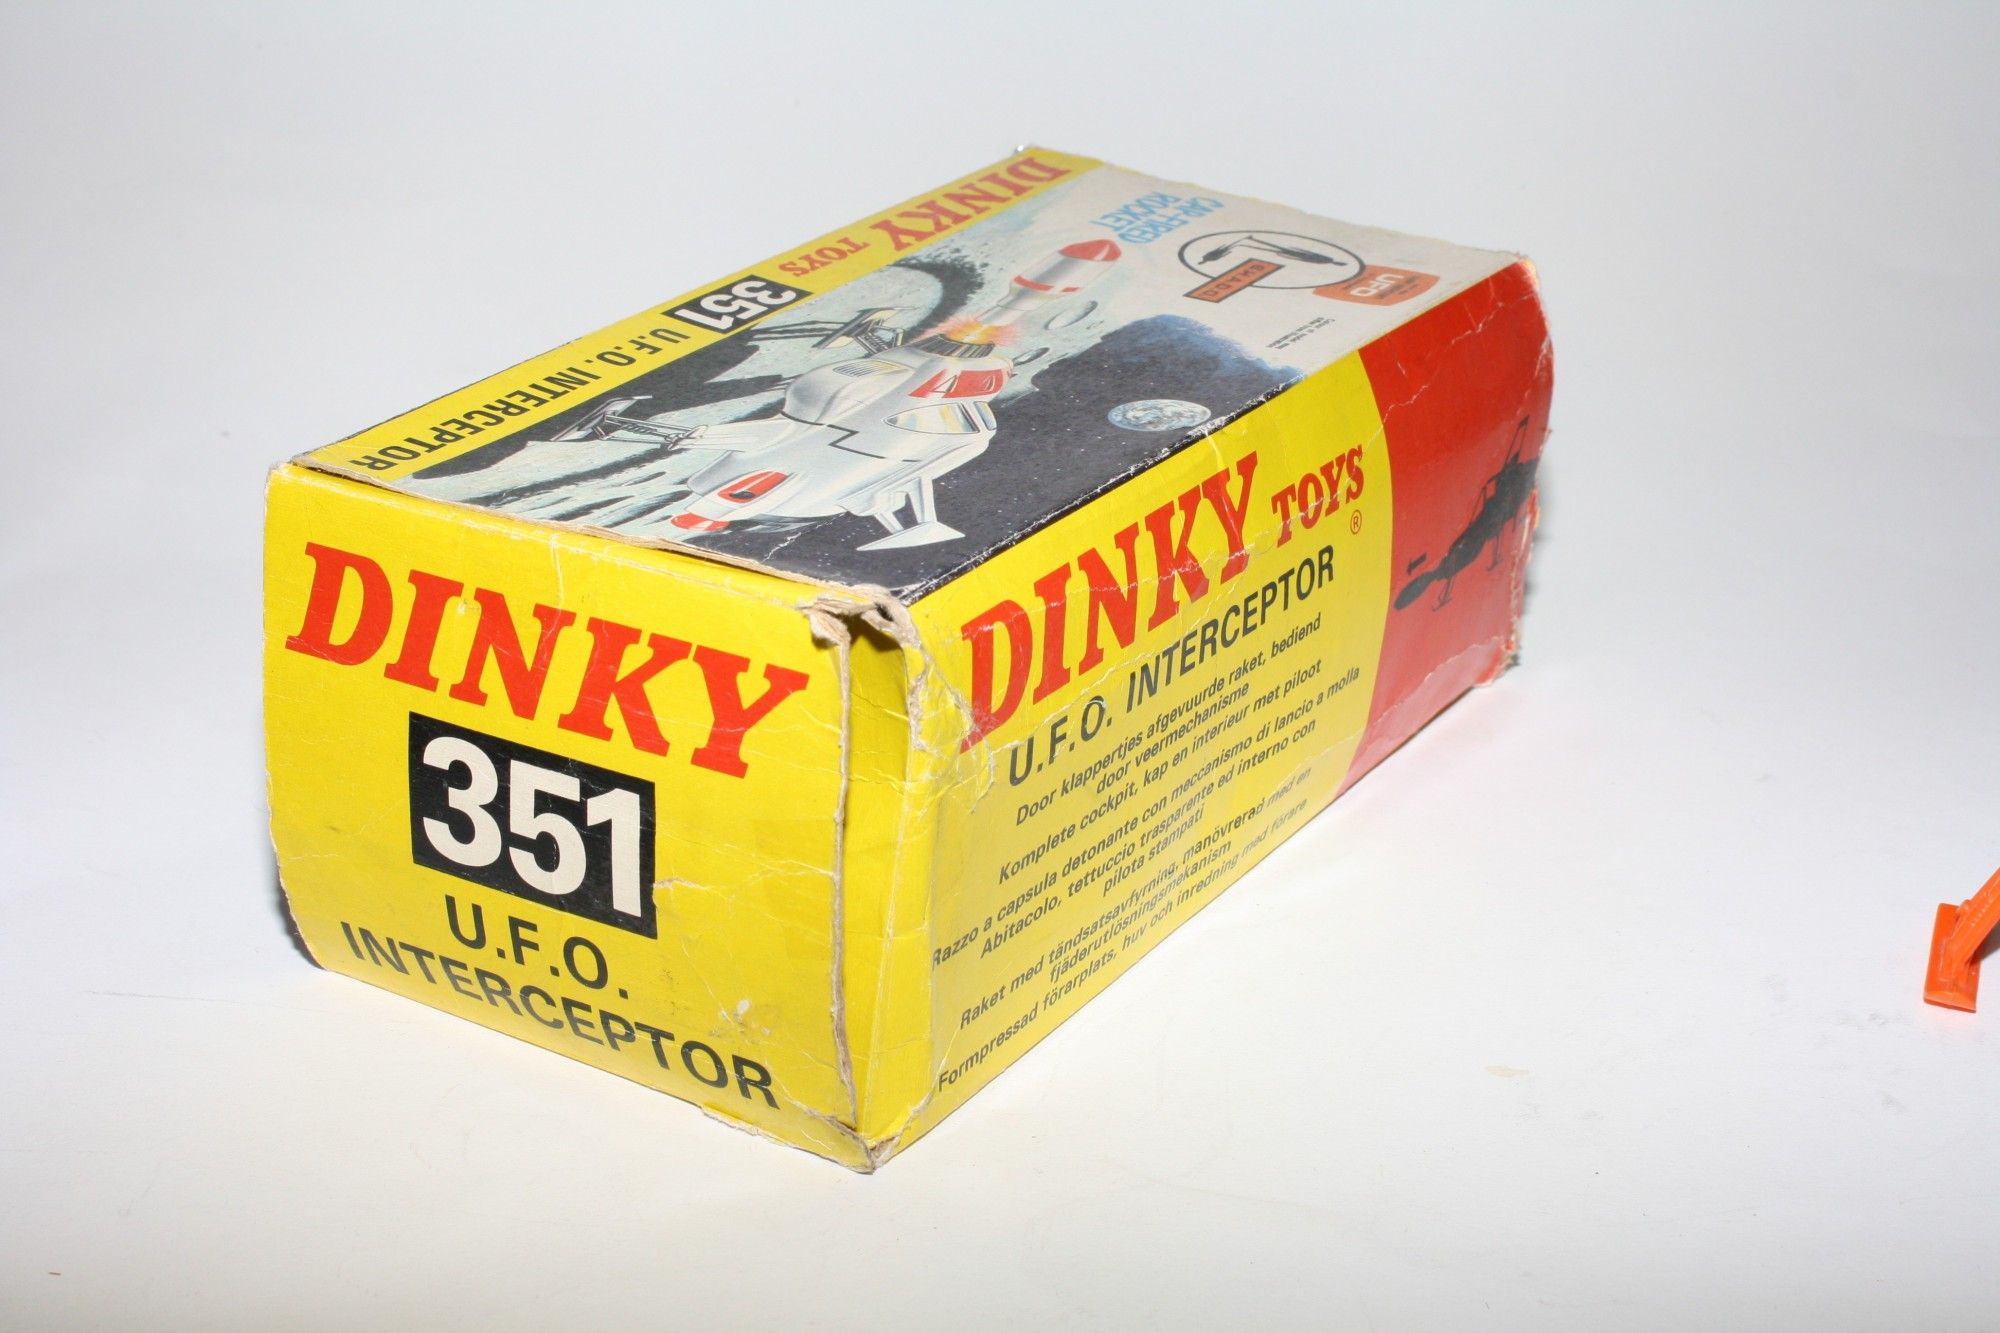 DINKY TOYS
351 U.F.O. INTERCEPTOR
CAP-FIRED
ROCKET
S.H.A.D.O.
UFO
DINKY
351
U.F.O.
INTERCEPTOR
DINKY TOYS®
U.F.O. INTERCEPTOR
Door klappertjes afgevuurde raket, bediend
door veermechanisme
Komplete cockpit, kap en interieur met piloot
Razzo a capsula detonante con meccanismo di lancio a molla
Abitacolo, tettuccio trasparente ed interno con
pilota stampati
Raket med tändsatsavfyrning, manövrerad med en
fjäderutlösningsmekanism
Formpressad förarplats, huv och inredning med förare